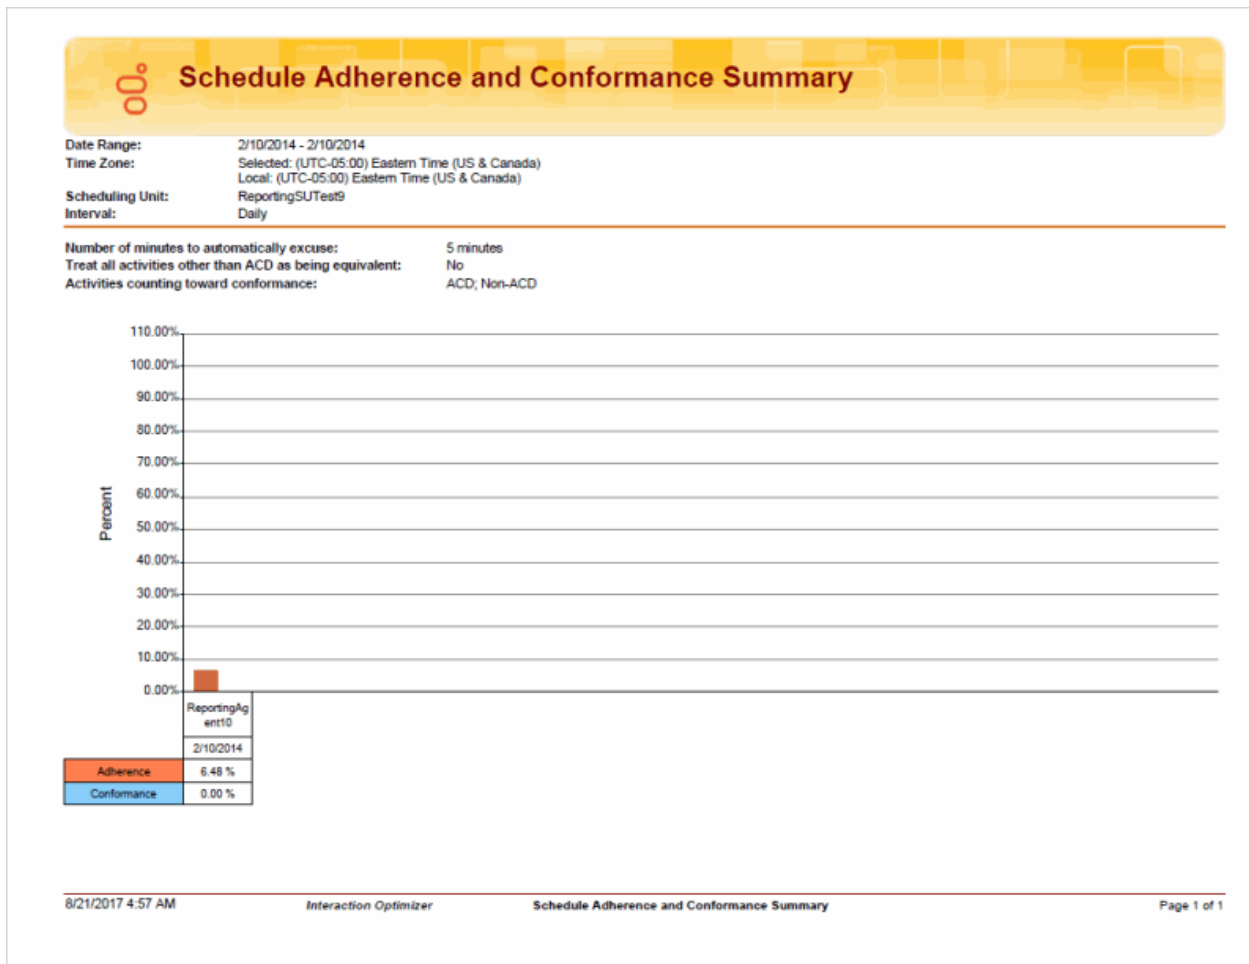 Schedule Adherence and Conformance Summary
Date Range: 2/10/2014 - 2/10/2014
Time Zone: Selected: (UTC-05:00) Eastern Time (US & Canada)
Local: (UTC-05:00) Eastern Time (US & Canada)
Scheduling Unit: ReportingSUTest9
Interval: Daily
Number of minutes to automatically excuse: 5 minutes
Treat all activities other than ACD as being equivalent: No
Activities counting toward conformance: ACD; Non-ACD
110.00%
100.00%
90.00%
80.00%
70.00%
60.00%
50.00%
40.00%
30.00%
20.00%
10.00%
0.00%
Percent
ReportingAg
ent10
2/10/2014
Adherence 6.48 %
Conformance 0.00 %
8/21/2017 4:57 AM Interaction Optimizer Schedule Adherence and Conformance Summary Page 1 of 1